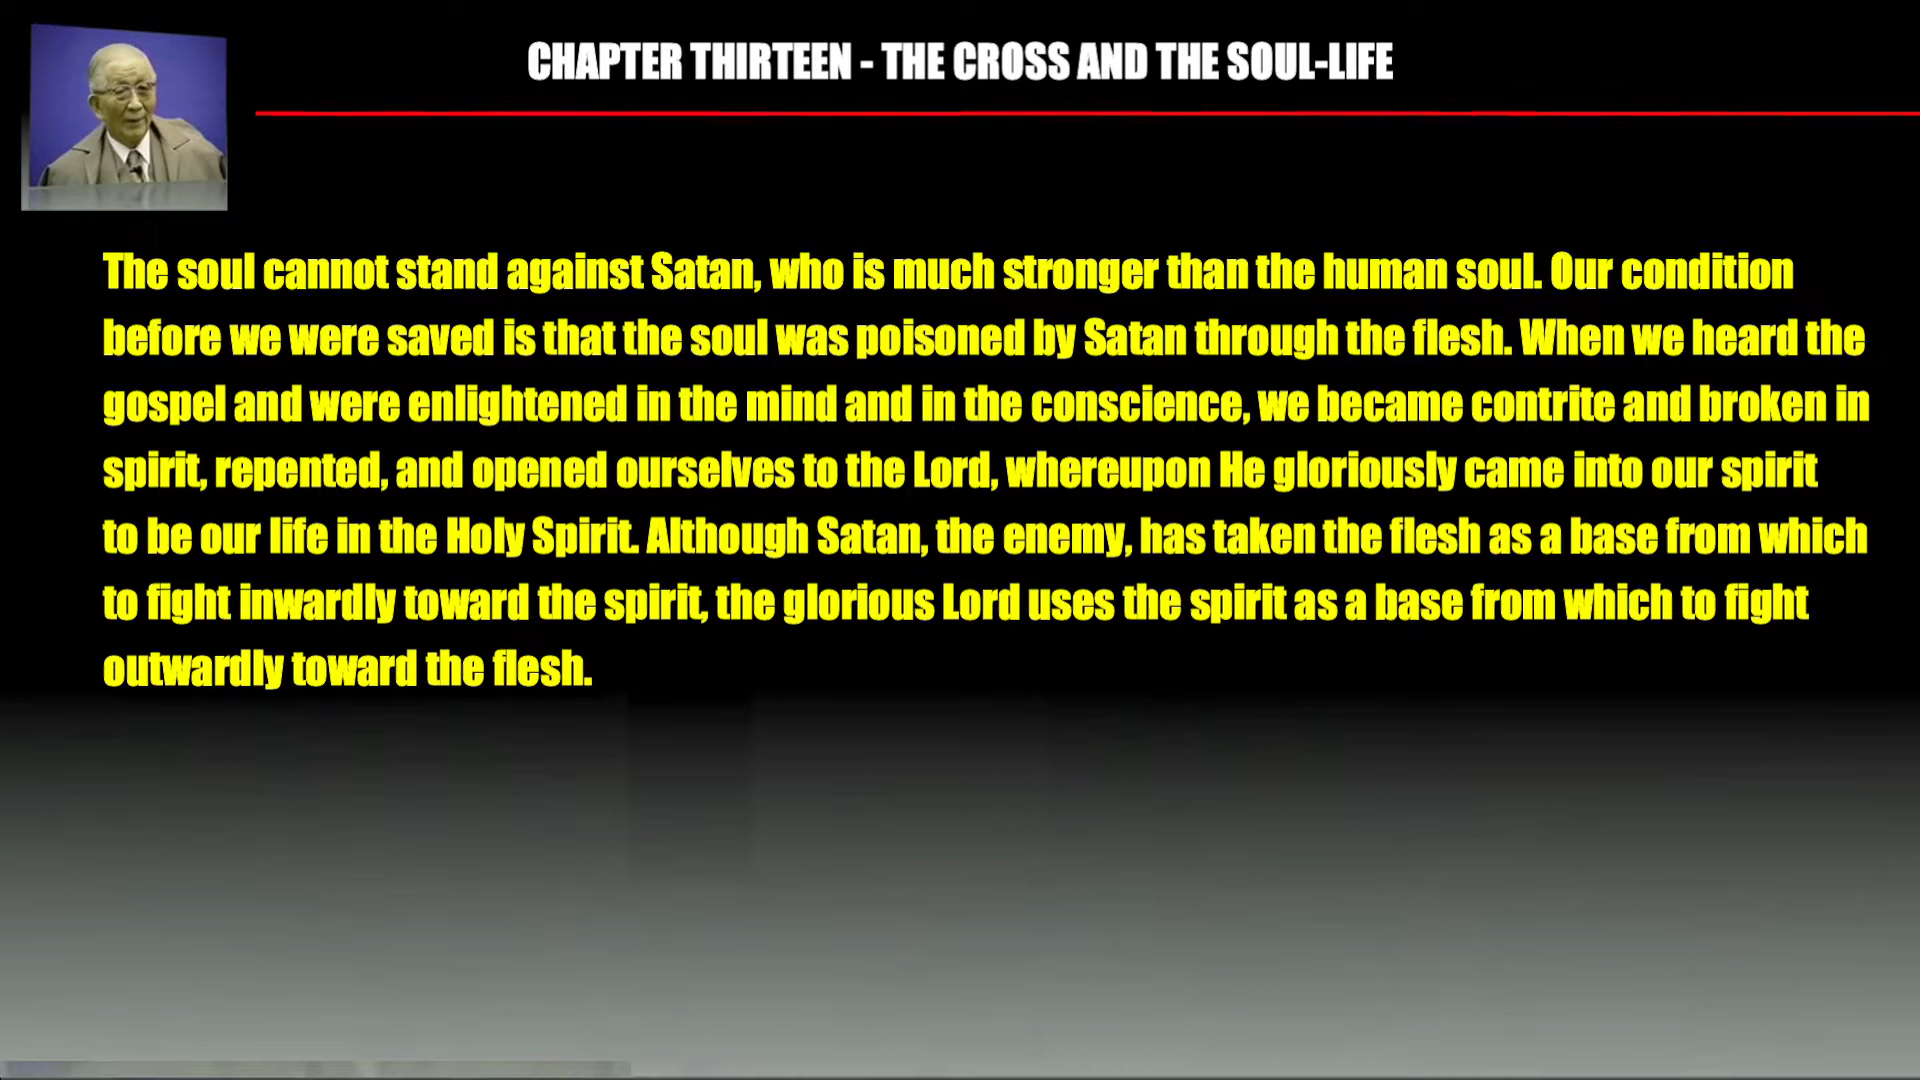 CHAPTER THIRTEEN - THE CROSS AND THE SOUL-LIFE
The soul cannot stand against Satan, who is much stronger than the human soul. Our condition
before we were saved is that the soul was poisoned by Satan through the flesh. When we heard the
gospel and were enlightened in the mind and in the conscience, we became contrite and broken in
spirit, repented, and opened ourselves to the Lord, whereupon He gloriously came into our spirit
to be our life in the Holy Spirit. Although Satan, the enemy, has taken the flesh as a base from which
to fight inwardly toward the spirit, the glorious Lord uses the spirit as a base from which to fight
outwardly toward the flesh.